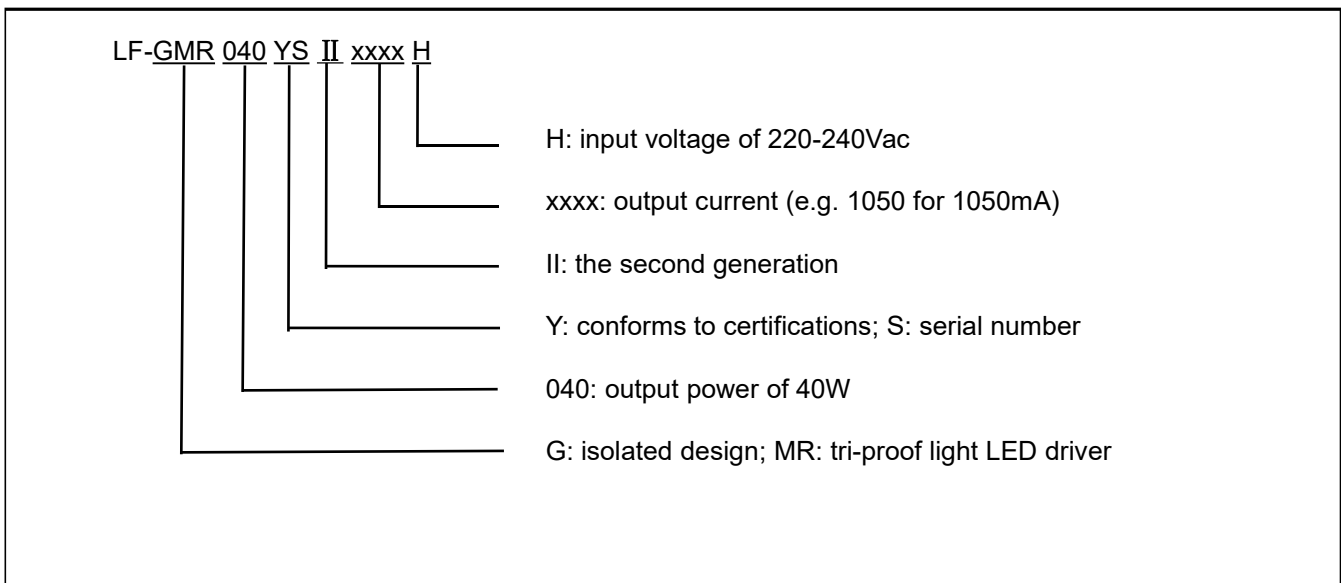 LF-GMR 040 YS II xxxx H
H: input voltage of 220-240Vac
xxxx: output current (e.g. 1050 for 1050mA)
II: the second generation
Y: conforms to certifications; S: serial number
040: output power of 40W
G: isolated design; MR: tri-proof light LED driver